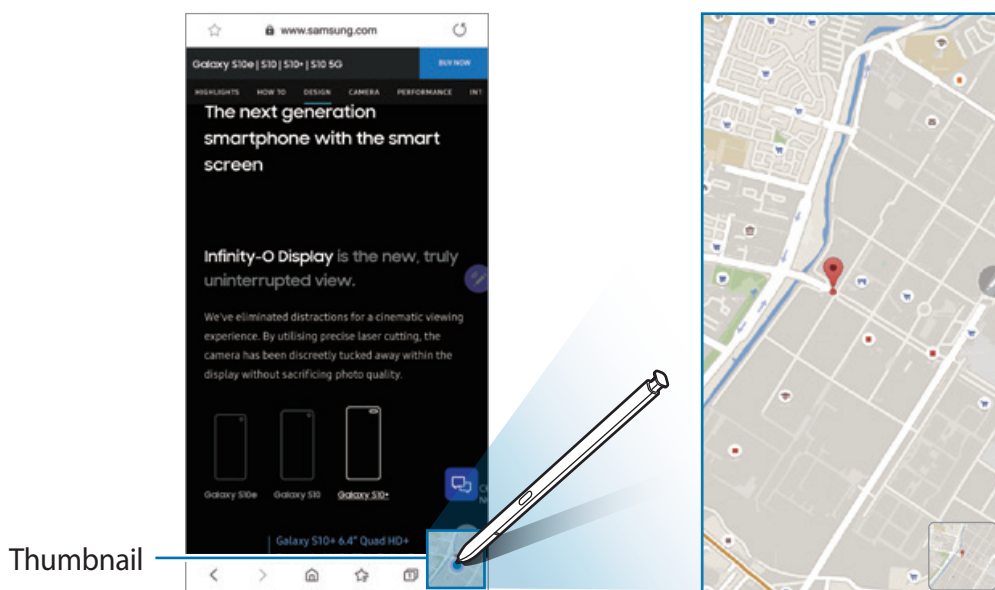 www.samsung.com
Galaxy S10e | S10 | S10+ | S10 5G
BUY NOW
HIGHLIGHTS HOW TO DESIGN CAMERA PERFORMANCE INT
The next generation
smartphone with the smart
screen
Infinity-O Display is the new, truly
uninterrupted view.
We've eliminated distractions for a cinematic viewing
experience. By utilising precise laser cutting, the
camera has been discreetly tucked away within the
display without sacrificing photo quality.
Galaxy S10e Galaxy S10 Galaxy S10+
Galaxy S10+ 6.4" Quad HD+
Thumbnail
1